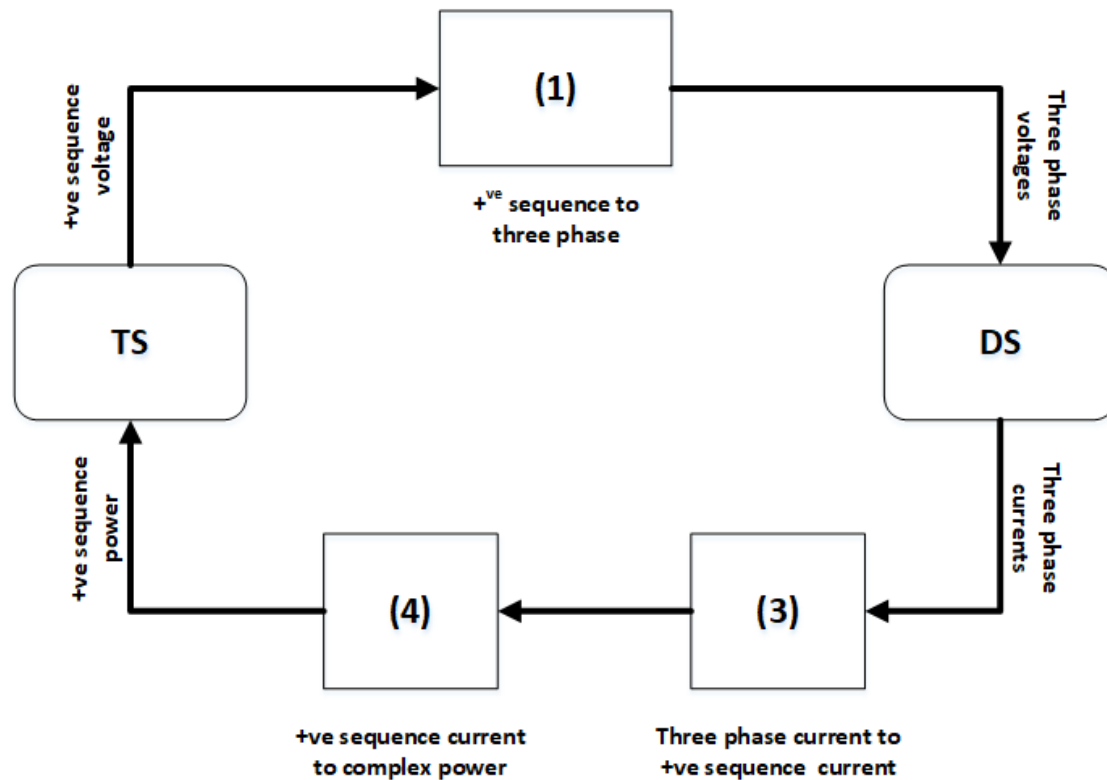 (1)
+ve sequence
voltage
Three phase
voltages
+ve sequence to
three phase
TS
DS
+ve sequence
power
Three phase
currents
(4)
(3)
+ve sequence current
to complex power
Three phase current to
+ve sequence current